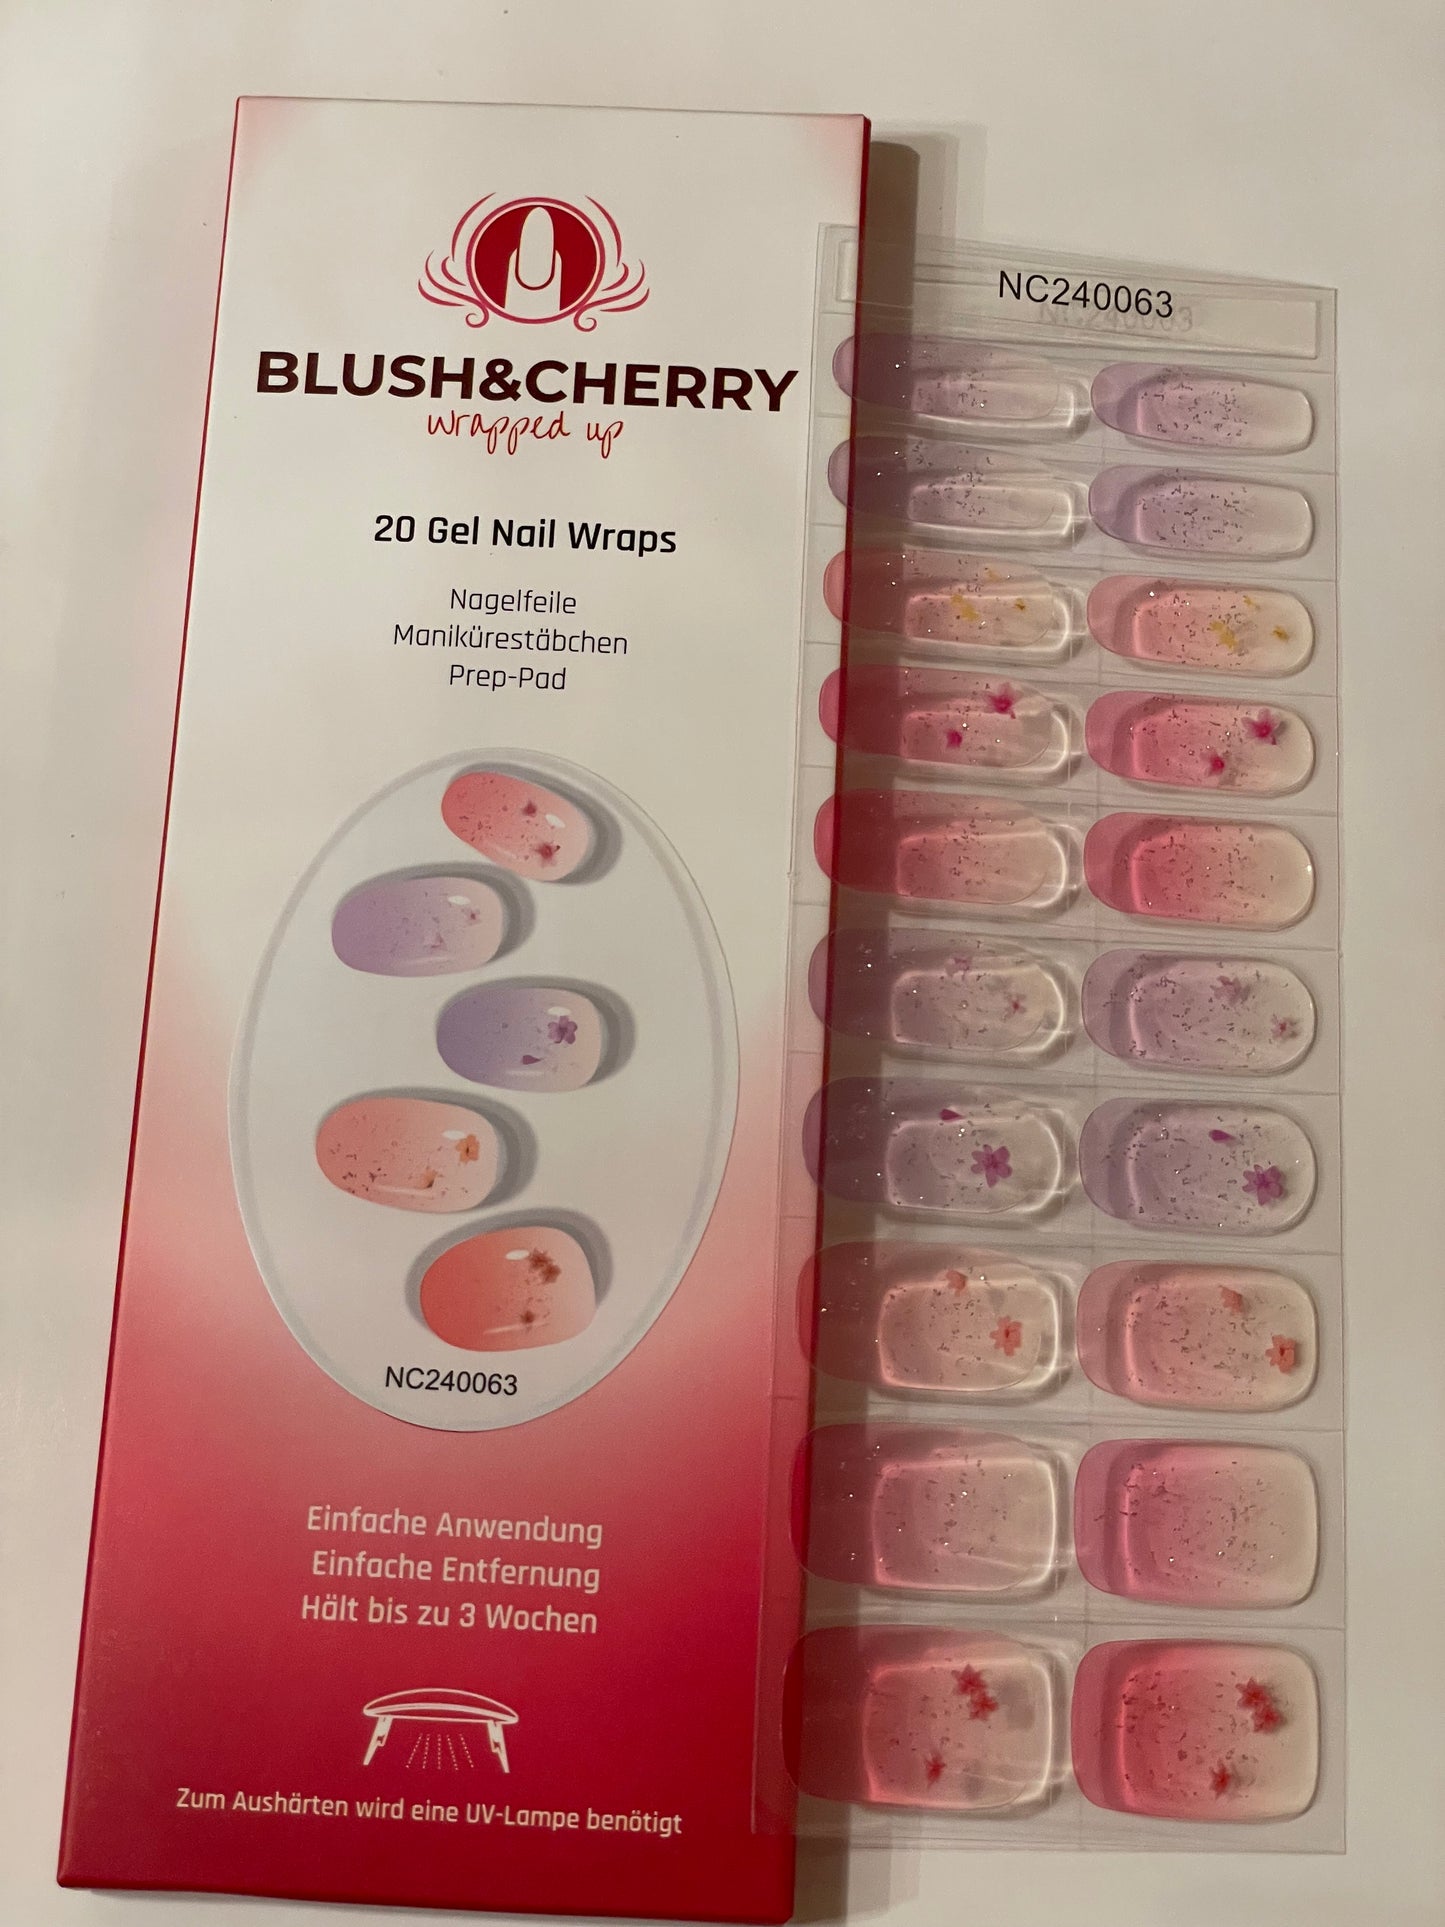 BLUSH&CHERRY
wrapped up
20 Gel Nail Wraps
Nagelfeile
Manikürestäbchen
Prep-Pad
NC240063
Einfache Anwendung
Einfache Entfernung
Hält bis zu 3 Wochen
Zum Aushärten wird eine UV-Lampe benötigt
NC240063